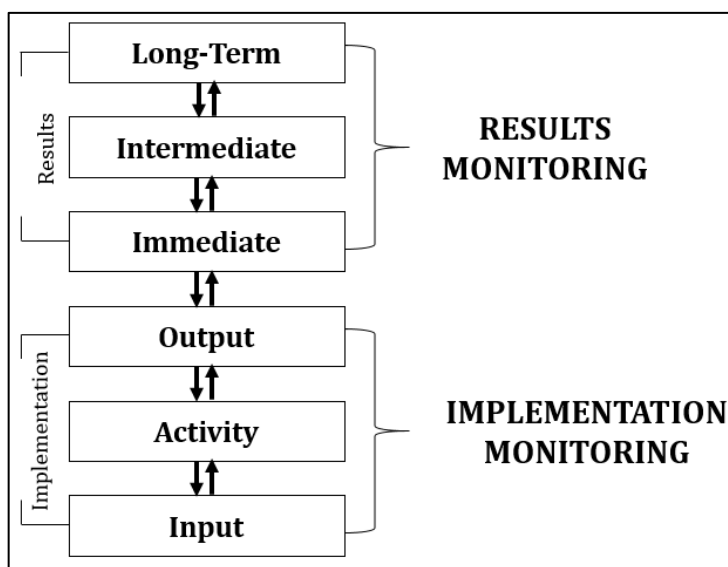 Long-Term
Intermediate
Immediate
Output
Activity
Input
Results
Implementation
RESULTS
MONITORING
IMPLEMENTATION
MONITORING